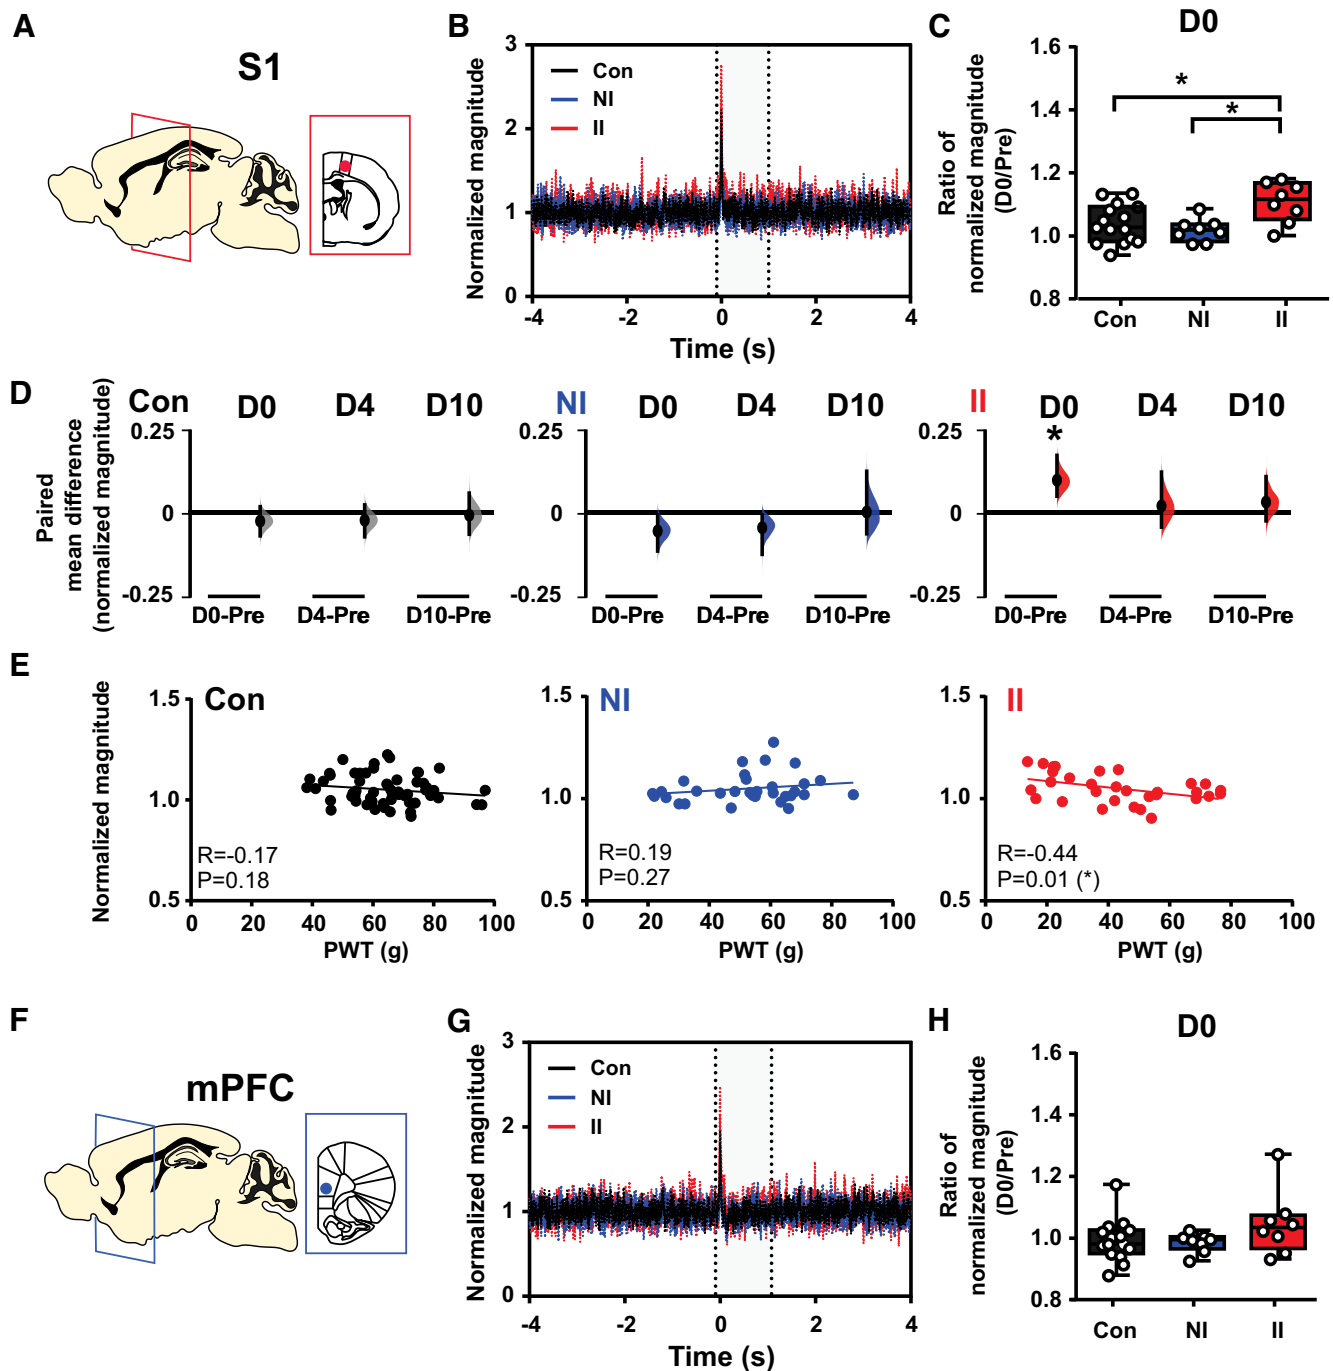 A
S1
B
Normalized magnitude
3
2
1
0
Con
NI
II
-4
-2
0
2
4
Time (s)
C
D0
Ratio of
normalized magnitude
(D0/Pre)
1.6
1.4
1.2
1.0
0.8
*
*
Con
NI
II
D
Paired
mean difference
(normalized magnitude)
Con
D0
D4
D10
0.25
0
-0.25
D0-Pre
D4-Pre
D10-Pre
NI
D0
D4
D10
0.25
0
-0.25
D0-Pre
D4-Pre
D10-Pre
II
D0
D4
D10
*
0.25
0
-0.25
D0-Pre
D4-Pre
D10-Pre
E
Normalized magnitude
Con
1.5
1.0
0.5
R=-0.17
P=0.18
0
20
40
60
80
100
PWT (g)
NI
1.5
1.0
0.5
R=0.19
P=0.27
0
20
40
60
80
100
PWT (g)
II
1.5
1.0
0.5
R=-0.44
P=0.01 (*)
0
20
40
60
80
100
PWT (g)
F
mPFC
G
Normalized magnitude
3
2
1
0
Con
NI
II
-4
-2
0
2
4
Time (s)
H
D0
Ratio of
normalized magnitude
(D0/Pre)
1.6
1.4
1.2
1.0
0.8
Con
NI
II